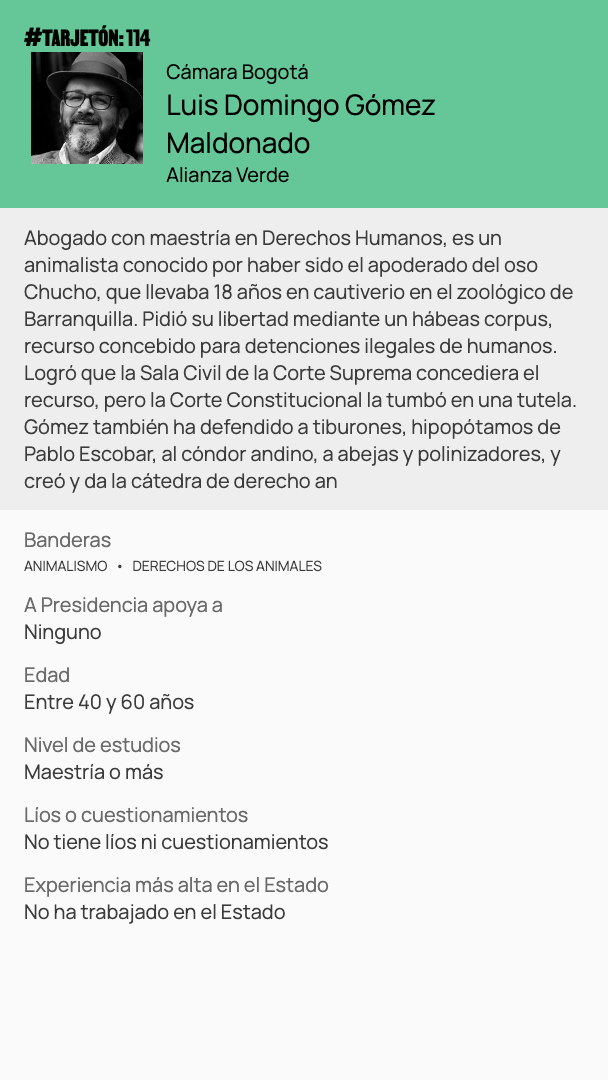 #TARJETÓN: 114
Cámara Bogotá
Luis Domingo Gómez
Maldonado
Alianza Verde
Abogado con maestría en Derechos Humanos, es un
animalista conocido por haber sido el apoderado del oso
Chucho, que llevaba 18 años en cautiverio en el zoológico de
Barranquilla. Pidió su libertad mediante un hábeas corpus,
recurso concebido para detenciones ilegales de humanos.
Logró que la Sala Civil de la Corte Suprema concediera el
recurso, pero la Corte Constitucional la tumbó en una tutela.
Gómez también ha defendido a tiburones, hipopótamos de
Pablo Escobar, al cóndor andino, a abejas y polinizadores, y
creó y da la cátedra de derecho an
Banderas
ANIMALISMO • DERECHOS DE LOS ANIMALES
A Presidencia apoya a
Ninguno
Edad
Entre 40 y 60 años
Nivel de estudios
Maestría o más
Líos o cuestionamientos
No tiene líos ni cuestionamientos
Experiencia más alta en el Estado
No ha trabajado en el Estado